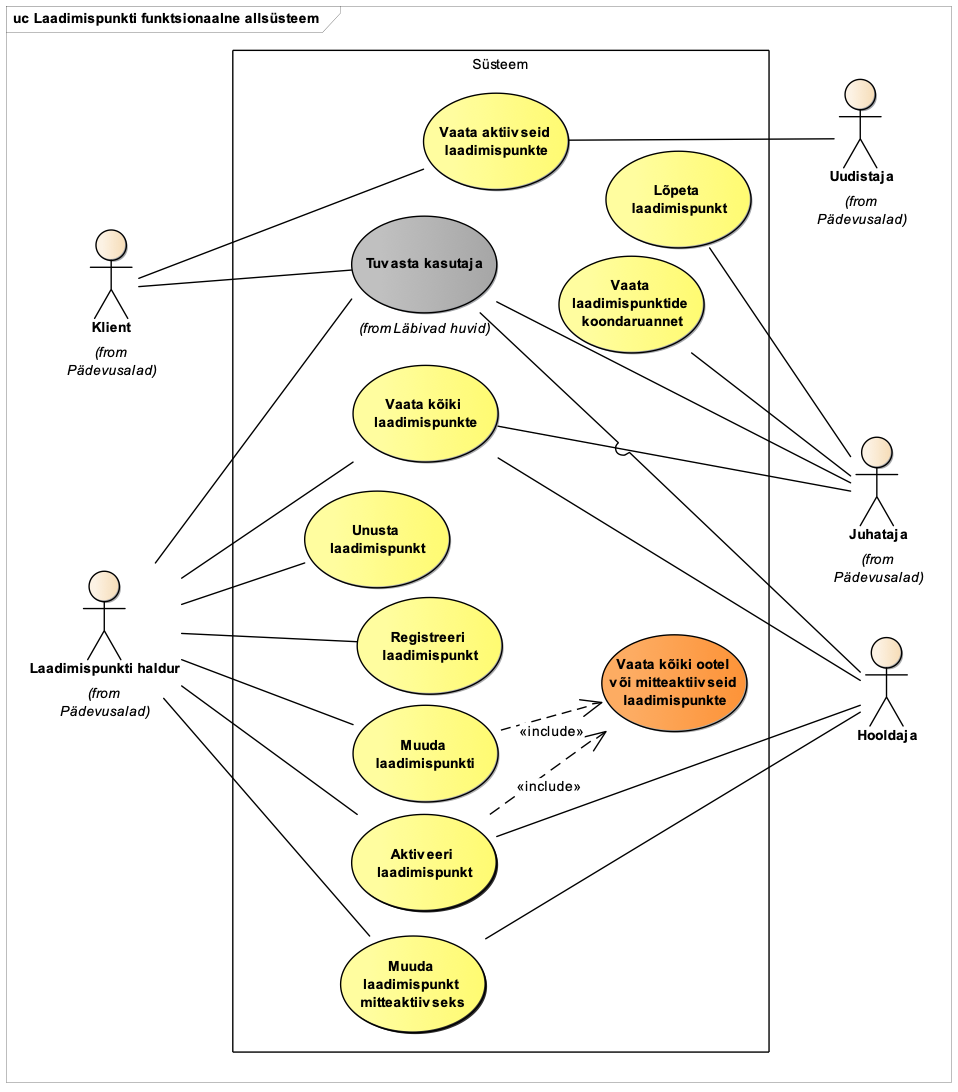 uc Laadimispunkti funktsionaalne allsüsteem
Süsteem
Vaata aktiivseid
laadimispunkte
Uudistaja
(from
Pädevusalad)
Lõpeta
laadimispunkt
Tuvasta kasutaja
(from Läbivad huvid)
Vaata
laadimispunktide
koondaruannet
Klient
(from
Pädevusalad)
Vaata kõiki
laadimispunkte
Juhataja
(from
Pädevusalad)
Unusta
laadimispunkt
Laadimispunkti haldur
(from
Pädevusalad)
Registreeri
laadimispunkt
Vaata kõiki ootel
või mitteaktiivseid
laadimispunkte
Hooldaja
«include»
Muuda
laadimispunkti
«include»
Aktiveeri
laadimispunkt
Muuda
laadimispunkt
mitteaktiivseks